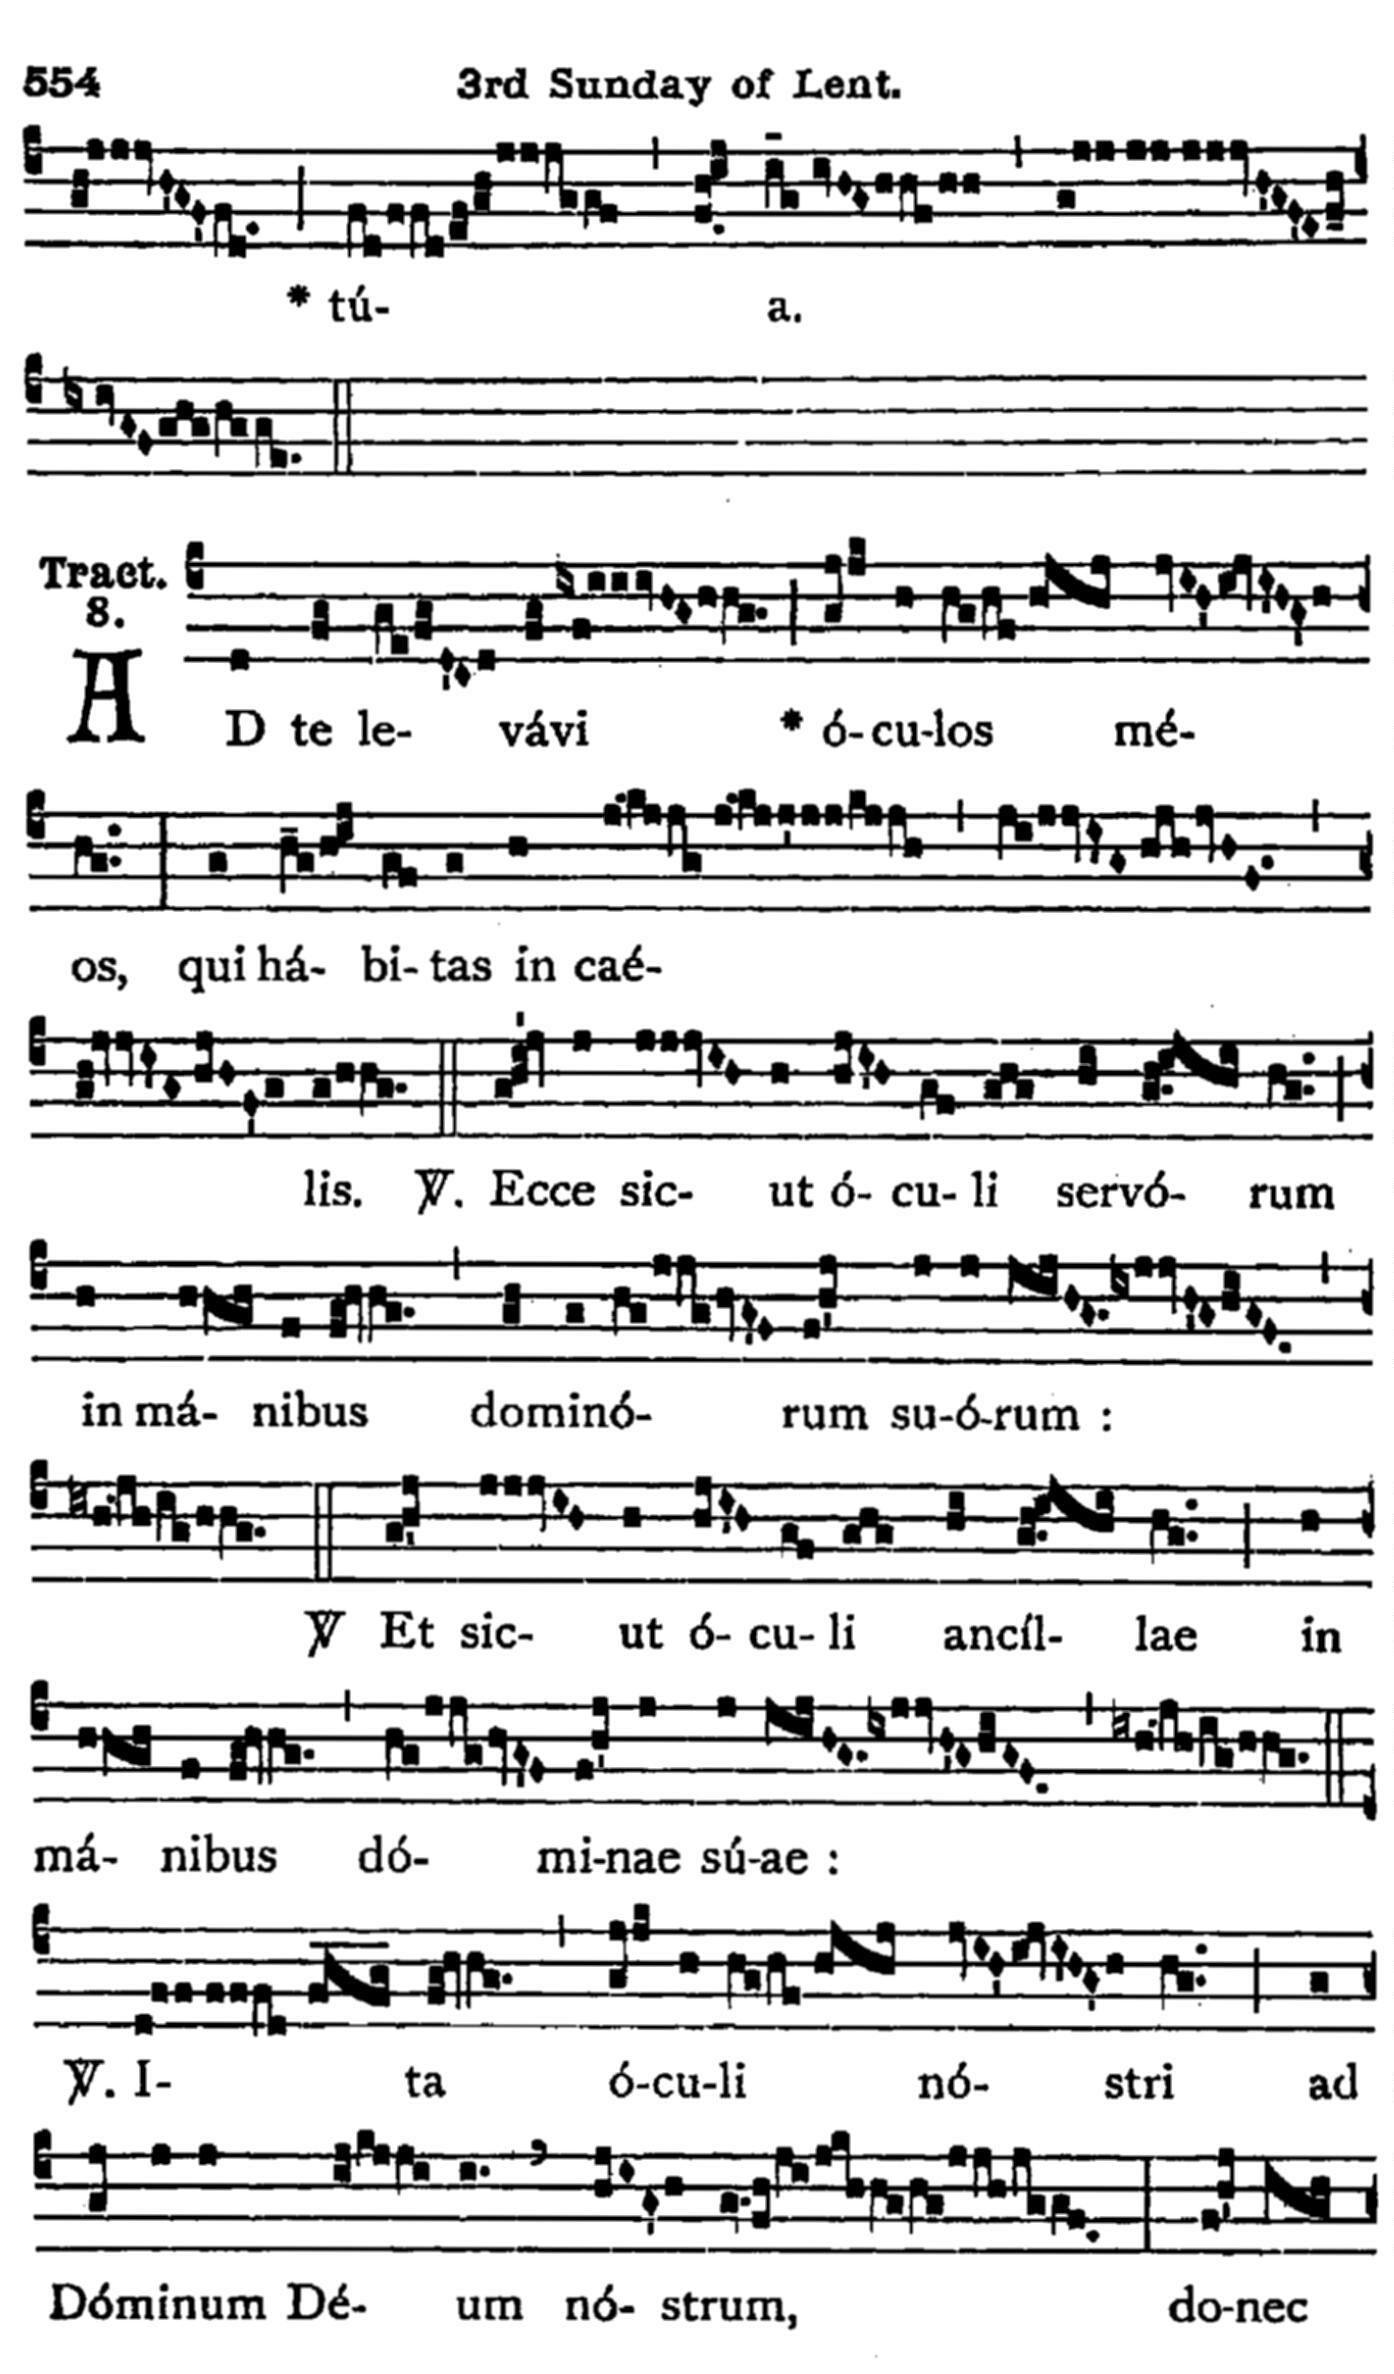 554 3rd Sunday of Lent.
* tú- a.
Tract.
8.
AD te le- vávi * ó-cu-los mé-
os, qui há- bi-tas in caé-
lis. ℣. Ecce sic- ut ó- cu- li servó- rum
in má- nibus dominó- rum su-ó-rum :
℣ Et sic- ut ó- cu- li ancíl- lae in
má- nibus dó- mi-nae sú-ae :
℣. I- ta ó-cu-li nó- stri ad
Dóminum Dé- um nó- strum, do-nec